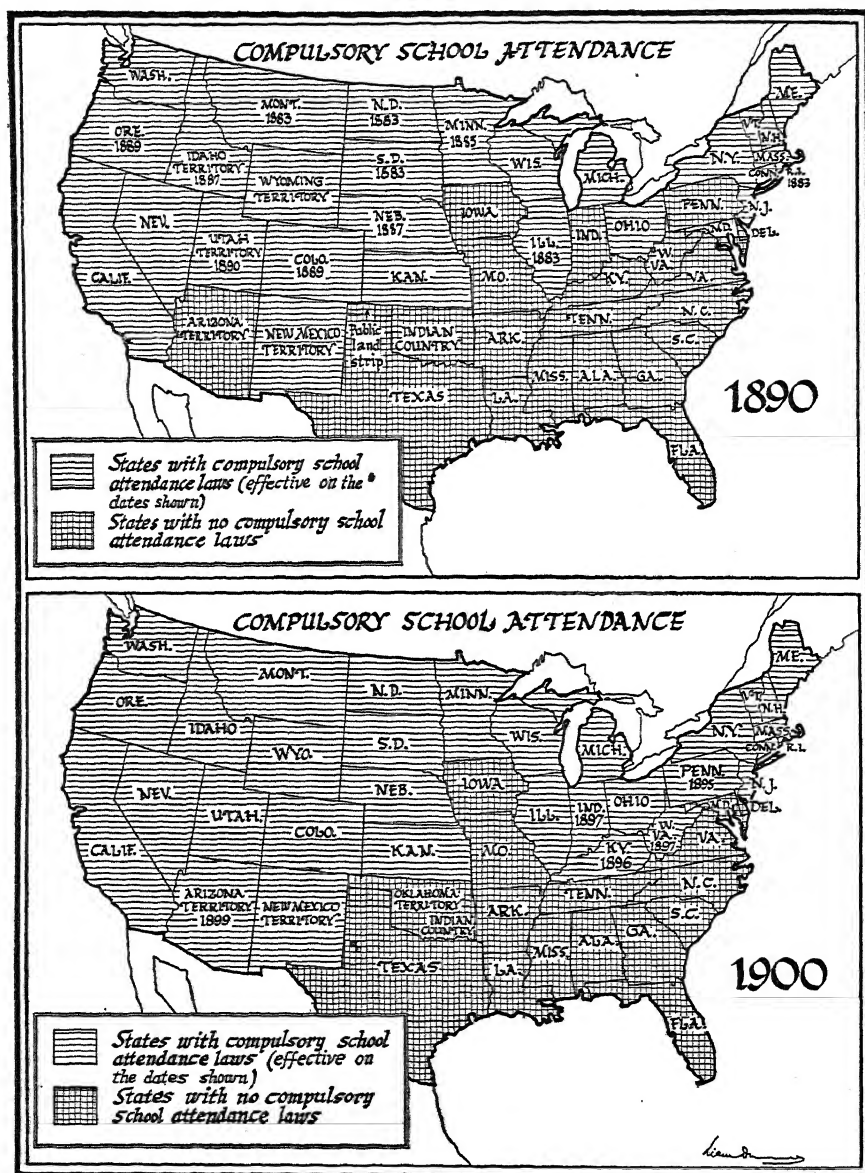 COMPULSORY SCHOOL ATTENDANCE
WASH.
MONT.
1883
N.D.
1883
MINN.
1885
ME.
ORE.
1889
IDAHO
TERRITORY
1887
WYOMING
TERRITORY
S.D.
1883
WIS.
MICH.
N.Y.
VT.
N.H.
MASS.
CONN.
R.I.
1883
NEV.
NEB.
1887
IOWA
ILL.
1883
IND.
OHIO
PENN.
N.J.
MD.
DEL.
UTAH
TERRITORY
1890
COLO.
1889
KAN.
MO.
KY.
W.
VA.
VA.
CALIF.
ARIZONA
TERRITORY
NEW MEXICO
TERRITORY
Public
land
strip
INDIAN
COUNTRY
ARK.
TENN.
N.C.
S.C.
TEXAS
LA.
MISS.
ALA.
GA.
FLA.
1890
States with compulsory school
attendance laws (effective on the
dates shown)
States with no compulsory school
attendance laws
COMPULSORY SCHOOL ATTENDANCE
WASH.
MONT.
N.D.
MINN.
ME.
ORE.
IDAHO
WYO.
S.D.
WIS.
MICH.
N.Y.
VT.
N.H.
MASS.
CONN.
R.I.
NEV.
UTAH
NEB.
IOWA
ILL.
IND.
1897
OHIO
PENN.
1895
N.J.
MD.
DEL.
CALIF.
COLO.
KAN.
MO.
KY.
1896
W.
VA.
1897
VA.
ARIZONA
TERRITORY
1899
NEW MEXICO
TERRITORY
OKLAHOMA
TERRITORY
INDIAN
COUNTRY
ARK.
TENN.
N.C.
S.C.
TEXAS
LA.
MISS.
ALA.
GA.
FLA.
1900
States with compulsory school
attendance laws (effective on
the dates shown)
States with no compulsory
school attendance laws